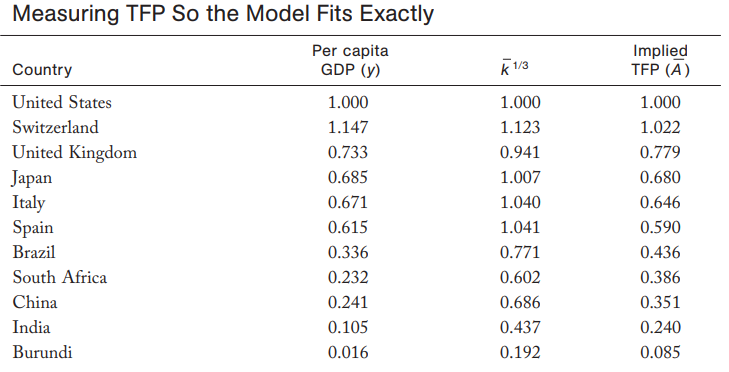 Measuring TFP So the Model Fits Exactly
Per capita Implied
Country GDP (y) k̄ 1/3 TFP (Ā)
United States 1.000 1.000 1.000
Switzerland 1.147 1.123 1.022
United Kingdom 0.733 0.941 0.779
Japan 0.685 1.007 0.680
Italy 0.671 1.040 0.646
Spain 0.615 1.041 0.590
Brazil 0.336 0.771 0.436
South Africa 0.232 0.602 0.386
China 0.241 0.686 0.351
India 0.105 0.437 0.240
Burundi 0.016 0.192 0.085